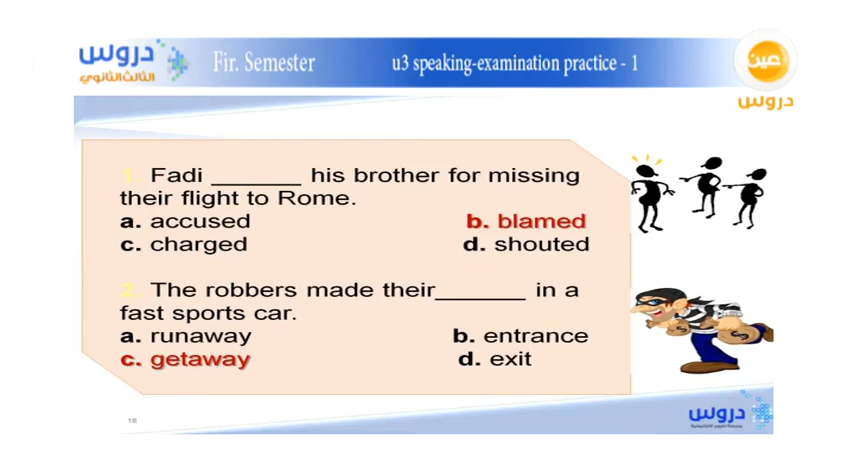 دروس
الثالث الثانوي
Fir. Semester
u3 speaking-examination practice - 1
عين
دروس
1. Fadi ______ his brother for missing
their flight to Rome.
a. accused
b. blamed
c. charged
d. shouted
2. The robbers made their______ in a
fast sports car.
a. runaway
b. entrance
c. getaway
d. exit
16
دروس